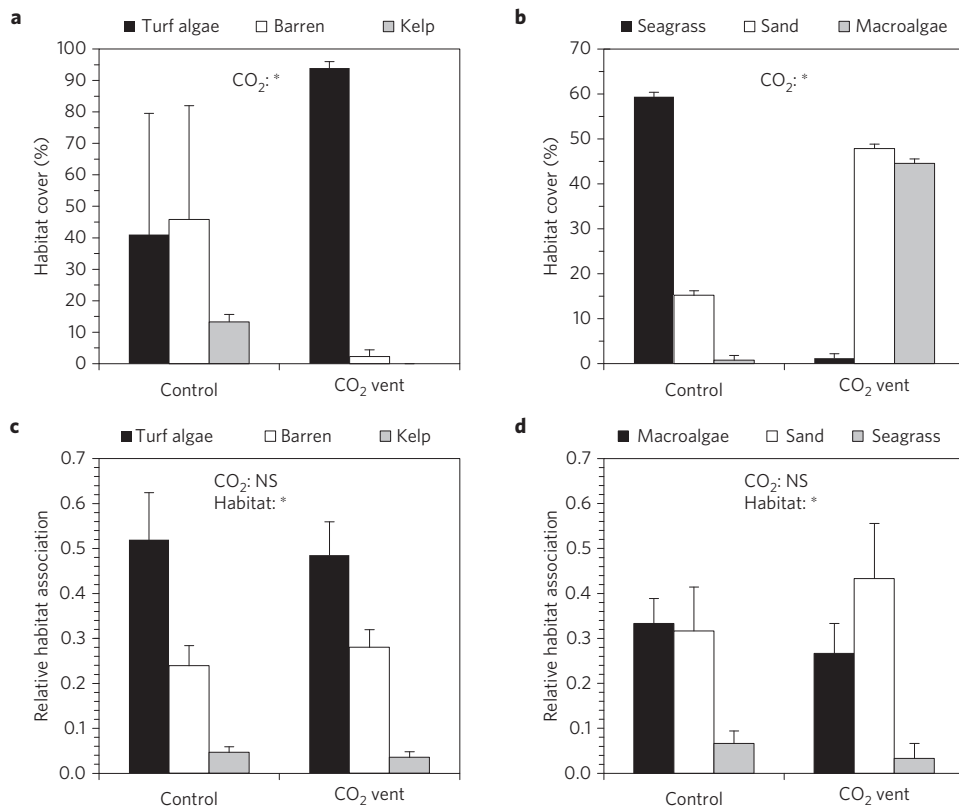 a
Turf algae Barren Kelp
CO2: *
Habitat cover (%)
100
90
80
70
60
50
40
30
20
10
0
Control CO2 vent
b
Seagrass Sand Macroalgae
CO2: *
Habitat cover (%)
70
60
50
40
30
20
10
0
Control CO2 vent
c
Turf algae Barren Kelp
CO2: NS
Habitat: *
Relative habitat association
0.7
0.6
0.5
0.4
0.3
0.2
0.1
0.0
Control CO2 vent
d
Macroalgae Sand Seagrass
CO2: NS
Habitat: *
Relative habitat association
0.7
0.6
0.5
0.4
0.3
0.2
0.1
0.0
Control CO2 vent